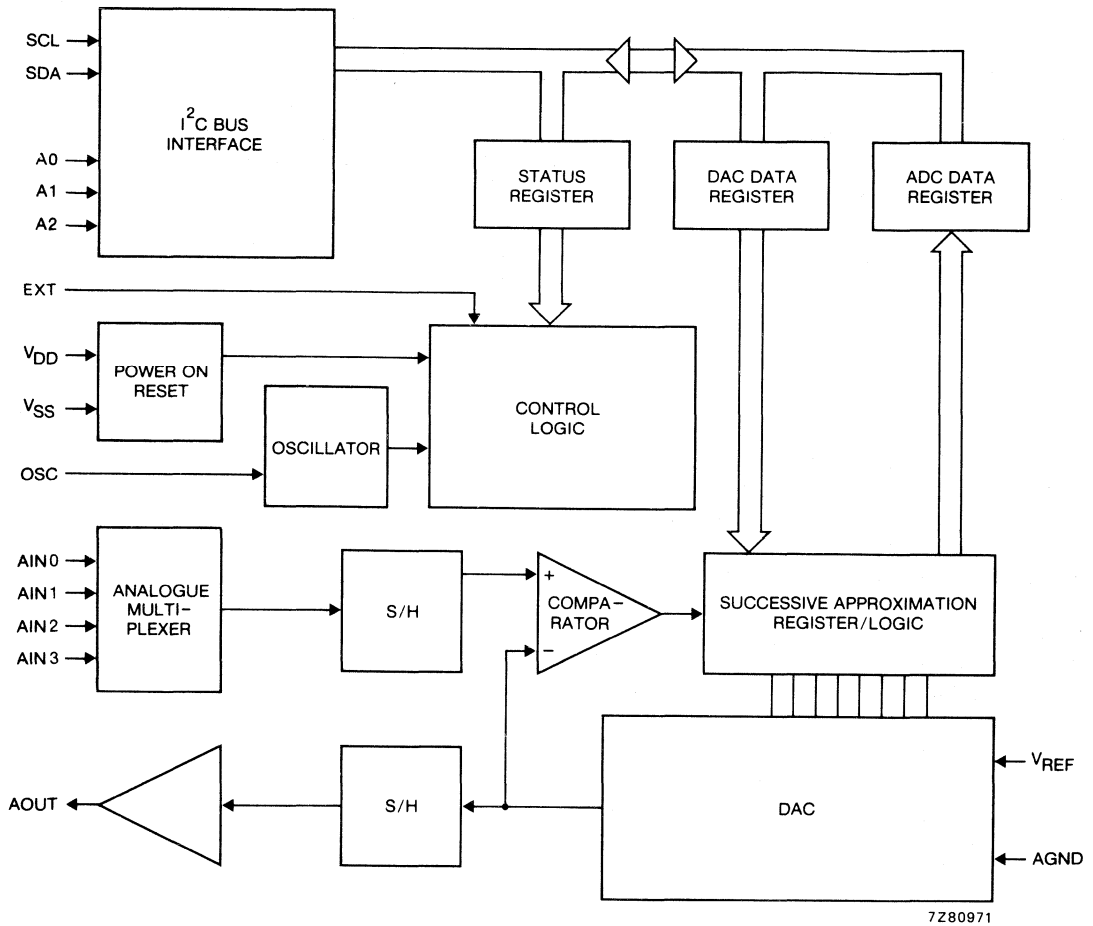 SCL
SDA
I²C BUS
INTERFACE
A0
A1
A2
STATUS
REGISTER
DAC DATA
REGISTER
ADC DATA
REGISTER
EXT
VDD
VSS
POWER ON
RESET
OSC
OSCILLATOR
CONTROL
LOGIC
AIN0
AIN1
AIN2
AIN3
ANALOGUE
MULTI–
PLEXER
S/H
+
COMPA–
RATOR
–
SUCCESSIVE APPROXIMATION
REGISTER/LOGIC
AOUT
S/H
DAC
VREF
AGND
7Z80971